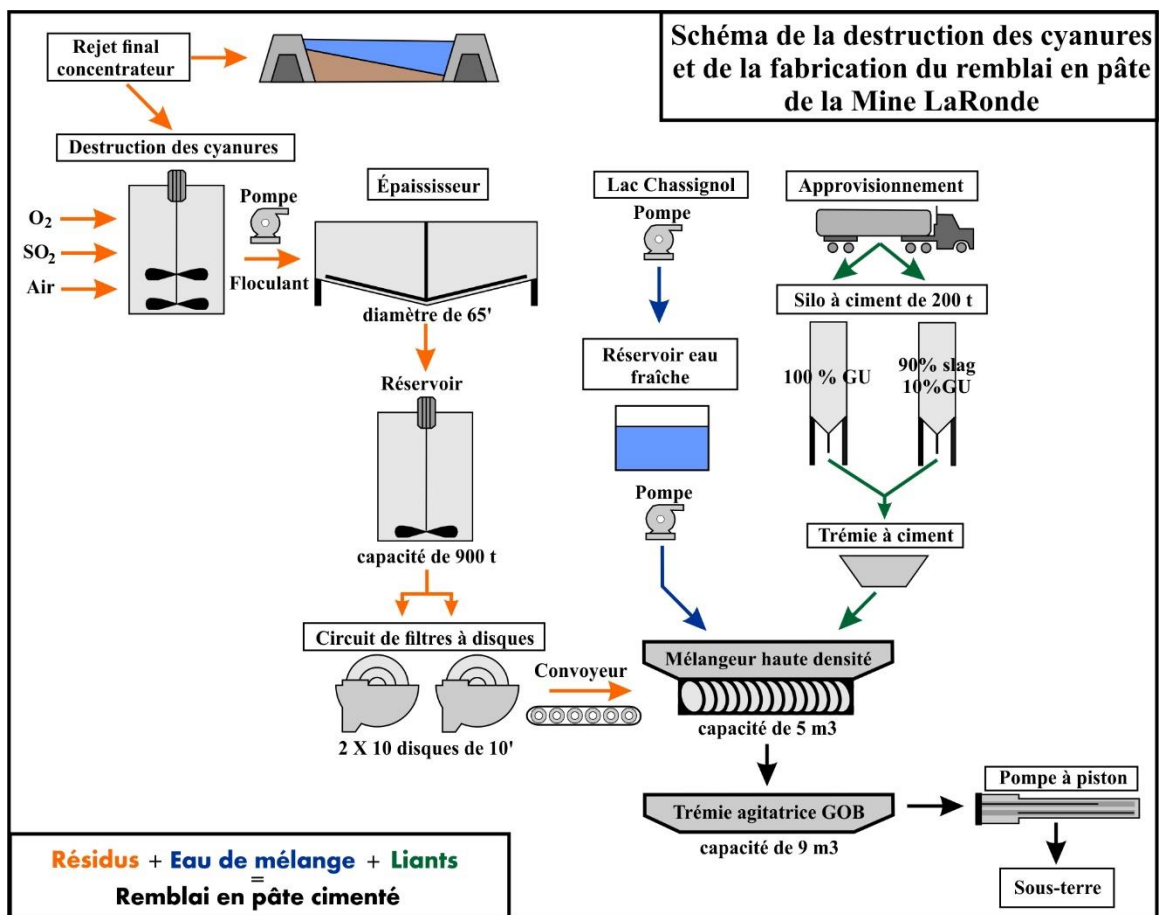 Schéma de la destruction des cyanures
et de la fabrication du remblai en pâte
de la Mine LaRonde
Rejet final
concentrateur
Destruction des cyanures
O₂
SO₂
Air
Pompe
Floculant
Épaississeur
diamètre de 65'
Réservoir
capacité de 900 t
Circuit de filtres à disques
2 X 10 disques de 10'
Convoyeur
Lac Chassignol
Pompe
Réservoir eau
fraîche
Pompe
Approvisionnement
Silo à ciment de 200 t
100 % GU
90% slag
10%GU
Trémie à ciment
Mélangeur haute densité
capacité de 5 m3
Trémie agitatrice GOB
capacité de 9 m3
Pompe à piston
Sous-terre
Résidus + Eau de mélange + Liants
=
Remblai en pâte cimenté